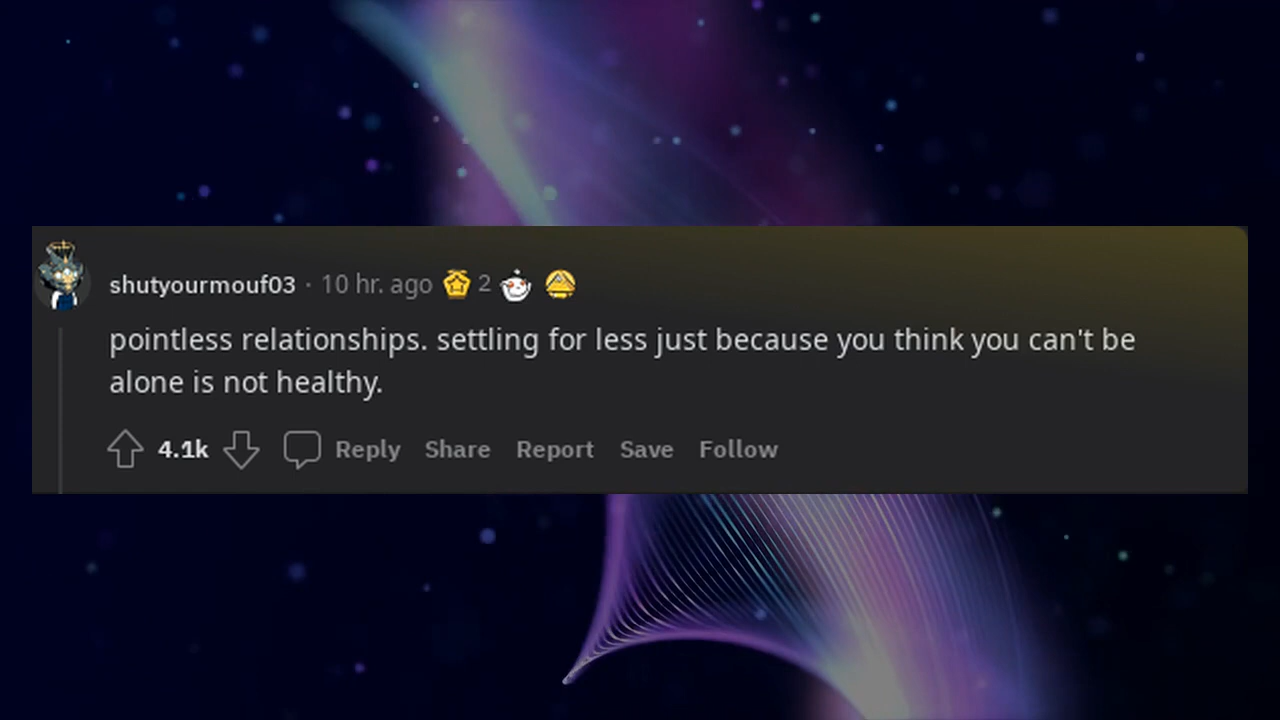 shutyourmouf03 · 10 hr. ago 2
pointless relationships. settling for less just because you think you can't be
alone is not healthy.
4.1k Reply Share Report Save Follow